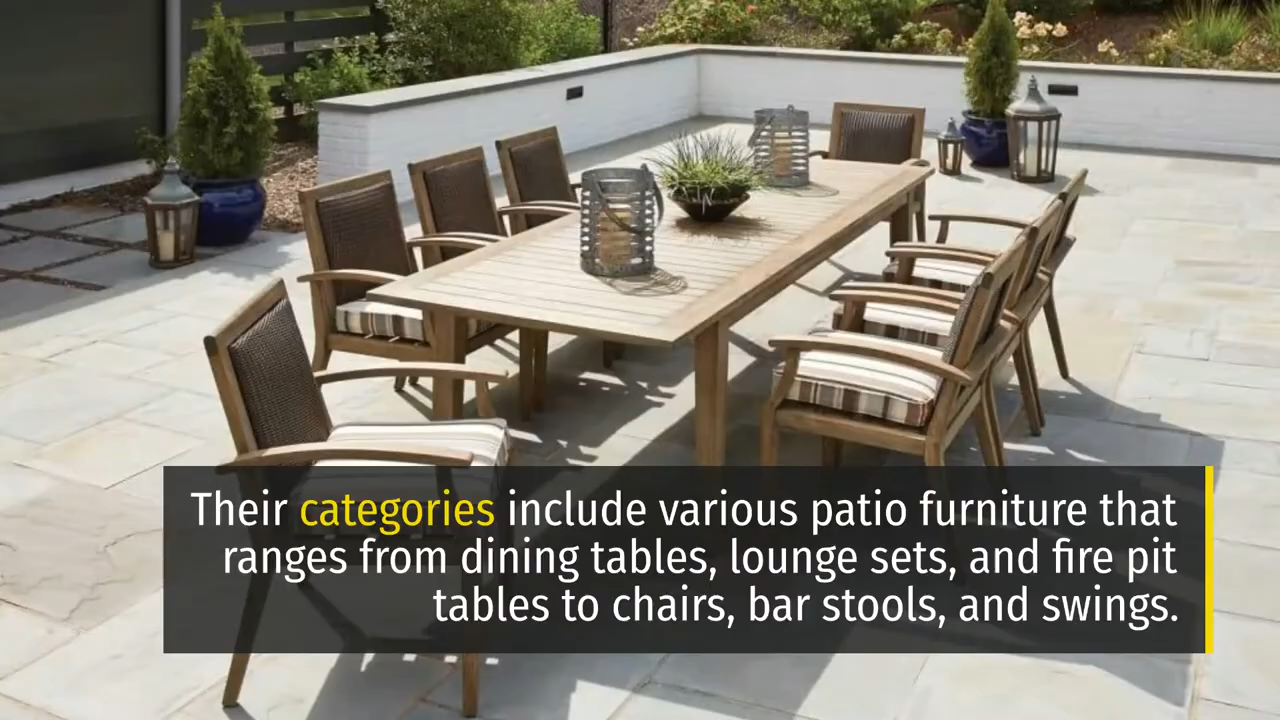 Their categories include various patio furniture that
ranges from dining tables, lounge sets, and fire pit
tables to chairs, bar stools, and swings.